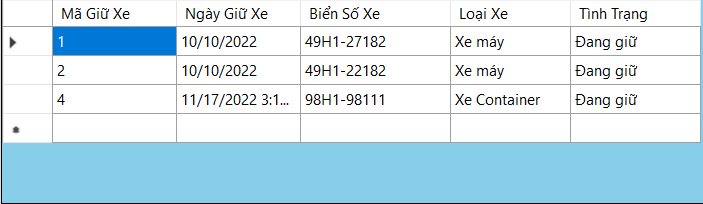 Mã Giữ Xe Ngày Giữ Xe Biển Số Xe Loại Xe Tình Trạng
1 10/10/2022 49H1-27182 Xe máy Đang giữ
2 10/10/2022 49H1-22182 Xe máy Đang giữ
4 11/17/2022 3:1... 98H1-98111 Xe Container Đang giữ